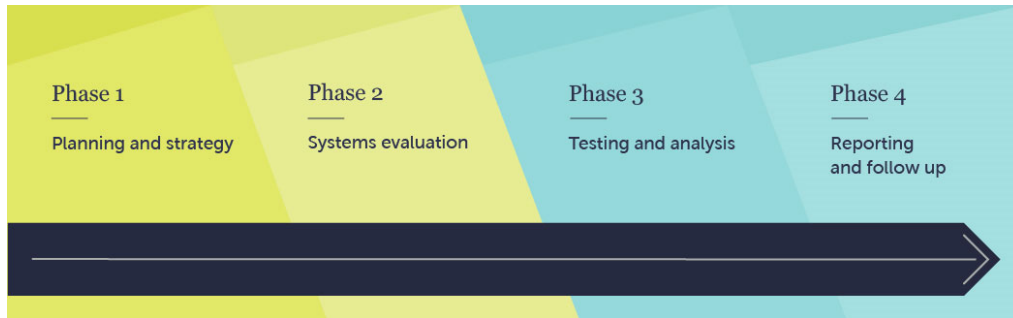 Phase 1
Planning and strategy
Phase 2
Systems evaluation
Phase 3
Testing and analysis
Phase 4
Reporting
and follow up